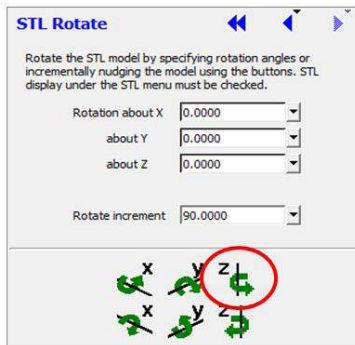 STL Rotate
Rotate the STL model by specifying rotation angles or
incrementally nudging the model using the buttons. STL
display under the STL menu must be checked.
Rotation about X 0.0000
about Y 0.0000
about Z 0.0000
Rotate increment 90.0000
x y z
x y z